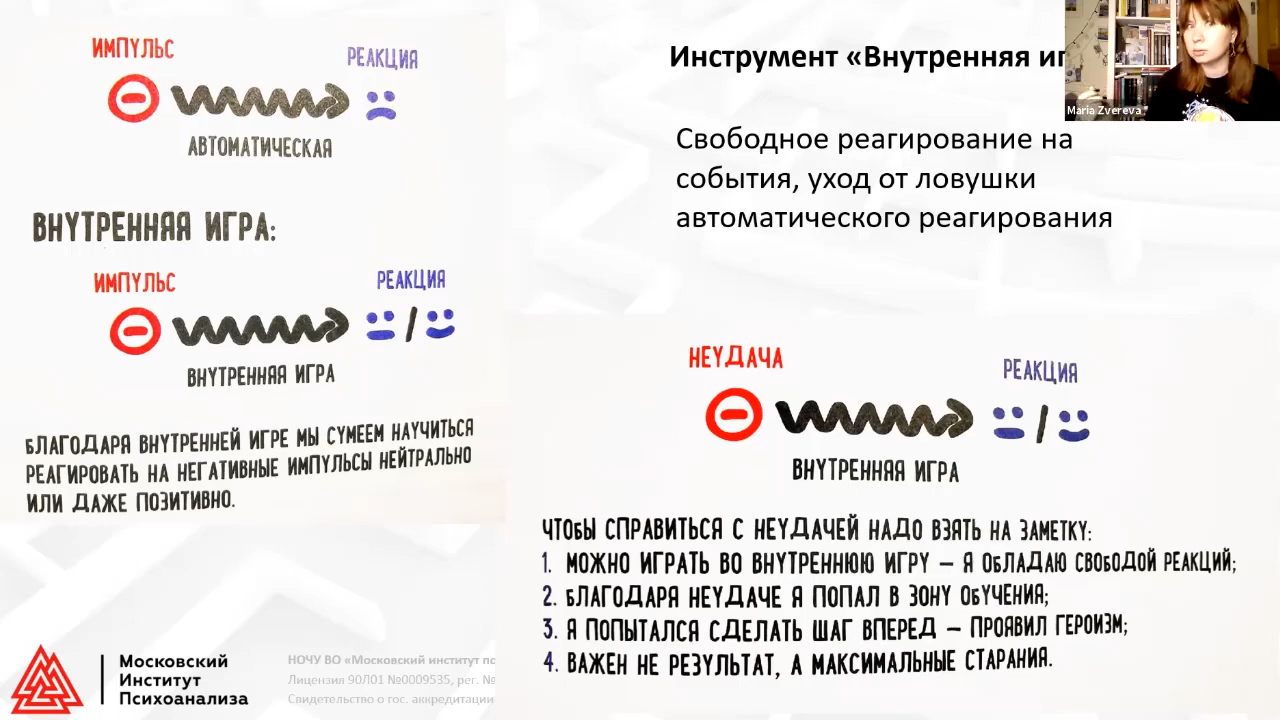 ИМПУЛЬС
РЕАКЦИЯ
АВТОМАТИЧЕСКАЯ
ВНУТРЕННЯЯ ИГРА:
ИМПУЛЬС
РЕАКЦИЯ
ВНУТРЕННЯЯ ИГРА
БЛАГОДАРЯ ВНУТРЕННЕЙ ИГРЕ МЫ СУМЕЕМ НАУЧИТЬСЯ
РЕАГИРОВАТЬ НА НЕГАТИВНЫЕ ИМПУЛЬСЫ НЕЙТРАЛЬНО
ИЛИ ДАЖЕ ПОЗИТИВНО.
Инструмент «Внутренняя
Maria Zvereva
Свободное реагирование на
события, уход от ловушки
автоматического реагирования
НЕУДАЧА
РЕАКЦИЯ
ВНУТРЕННЯЯ ИГРА
ЧТОБЫ СПРАВИТЬСЯ С НЕУДАЧЕЙ НАДО ВЗЯТЬ НА ЗАМЕТКУ:
1. МОЖНО ИГРАТЬ ВО ВНУТРЕННЮЮ ИГРУ – Я ОБЛАДАЮ СВОБОДОЙ РЕАКЦИЙ;
2. БЛАГОДАРЯ НЕУДАЧЕ Я ПОПАЛ В ЗОНУ ОБУЧЕНИЯ;
3. Я ПОПЫТАЛСЯ СДЕЛАТЬ ШАГ ВПЕРЕД – ПРОЯВИЛ ГЕРОИЗМ;
4. ВАЖЕН НЕ РЕЗУЛЬТАТ, А МАКСИМАЛЬНЫЕ СТАРАНИЯ.
Московский
Институт
Психоанализа
НОЧУ ВО «Московский институт
Лицензия 90Л01 №0009535, рег. №
Свидетельство о гос. аккредитации